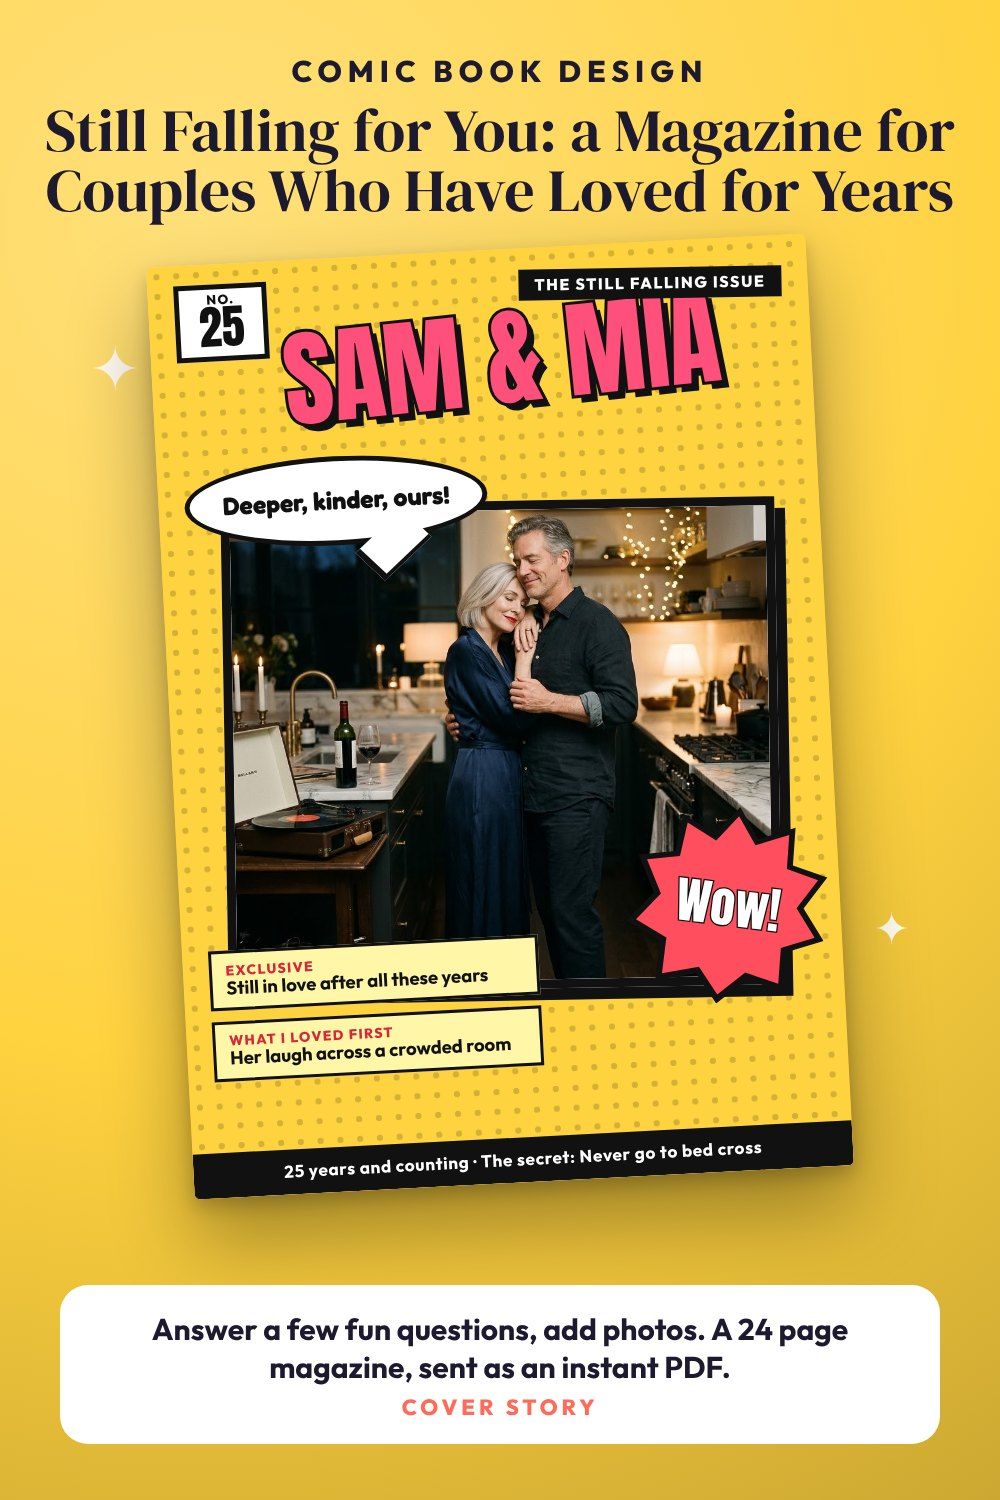 COMIC BOOK DESIGN
Still Falling for You: a Magazine for
Couples Who Have Loved for Years
THE STILL FALLING ISSUE
NO.
25
SAM & MIA
Deeper, kinder, ours!
Wow!
EXCLUSIVE
Still in love after all these years
WHAT I LOVED FIRST
Her laugh across a crowded room
25 years and counting · The secret: Never go to bed cross
Answer a few fun questions, add photos. A 24 page
magazine, sent as an instant PDF.
COVER STORY